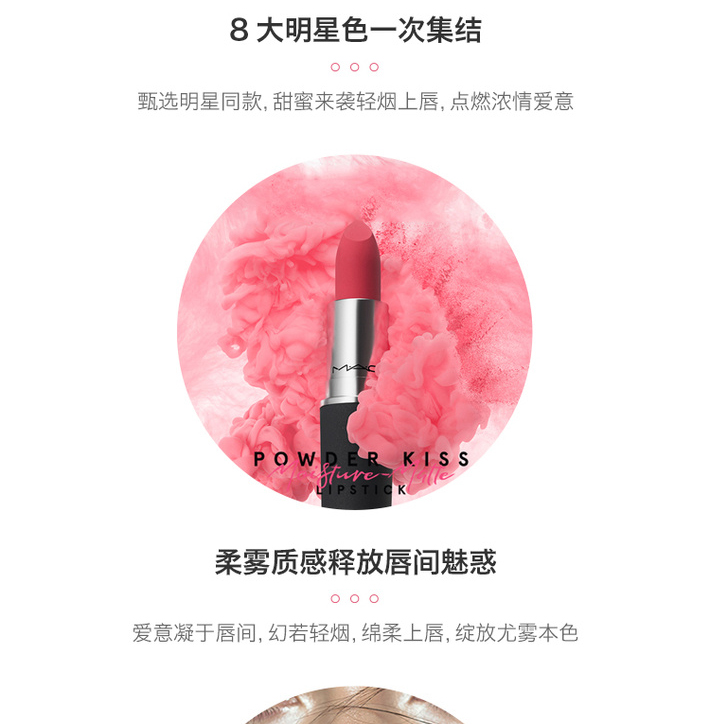 8 大明星色一次集结
甄选明星同款, 甜蜜来袭轻烟上唇, 点燃浓情爱意
MAC
POWDER KISS
Moisture-Matte
LIPSTICK
柔雾质感释放唇间魅惑
爱意凝于唇间, 幻若轻烟, 绵柔上唇, 绽放尤雾本色